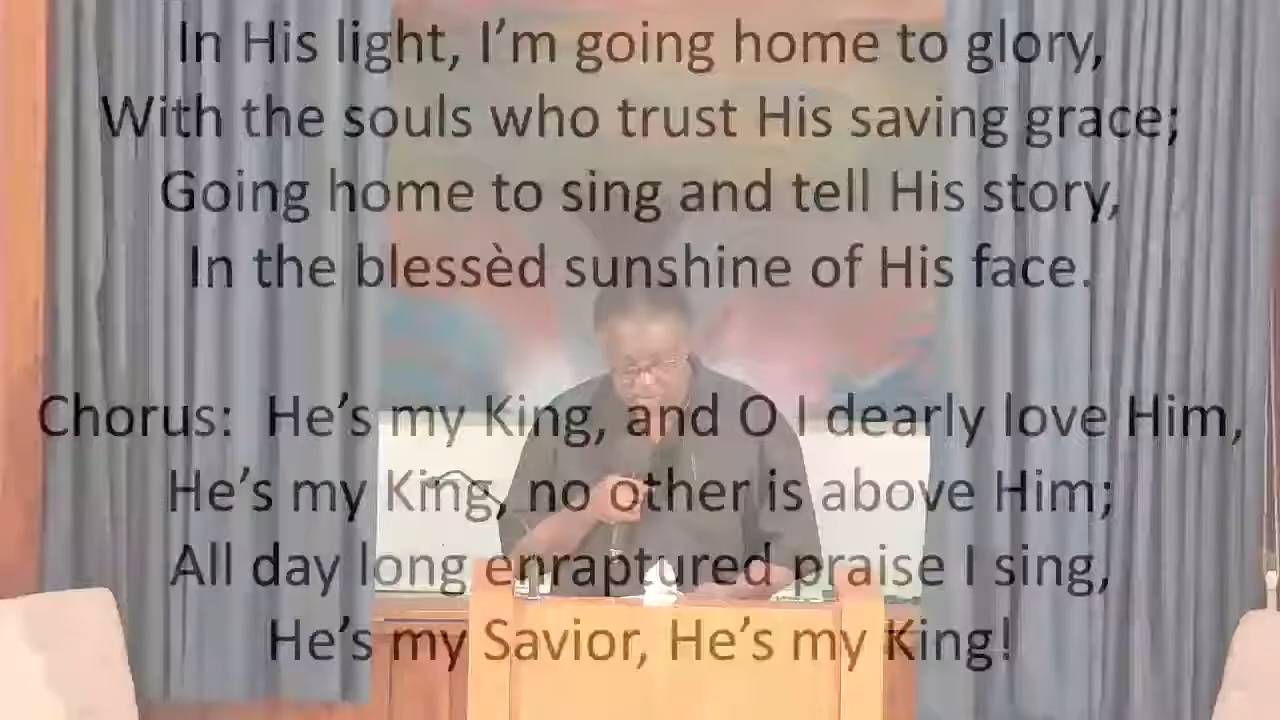 In His light, I’m going home to glory,
With the souls who trust His saving grace;
Going home to sing and tell His story,
In the blessèd sunshine of His face.
Chorus:  He’s my King, and O I dearly love Him,
He’s my King, no other is above Him;
All day long enraptured praise I sing,
He’s my Savior, He’s my King!